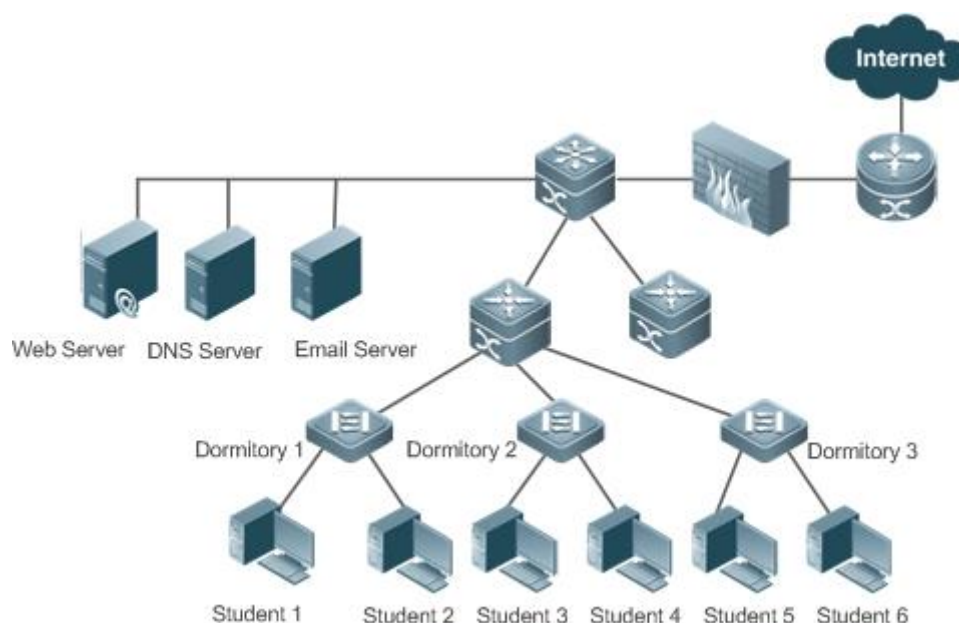 Internet
Web Server
DNS Server
Email Server
Dormitory 1
Dormitory 2
Dormitory 3
Student 1
Student 2
Student 3
Student 4
Student 5
Student 6